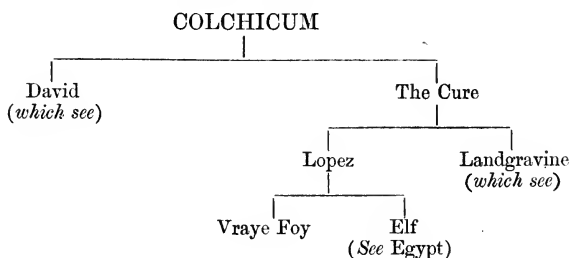 COLCHICUM
David The Cure
(which see)
Lopez Landgravine
(which see)
Vraye Foy Elf
(See Egypt)